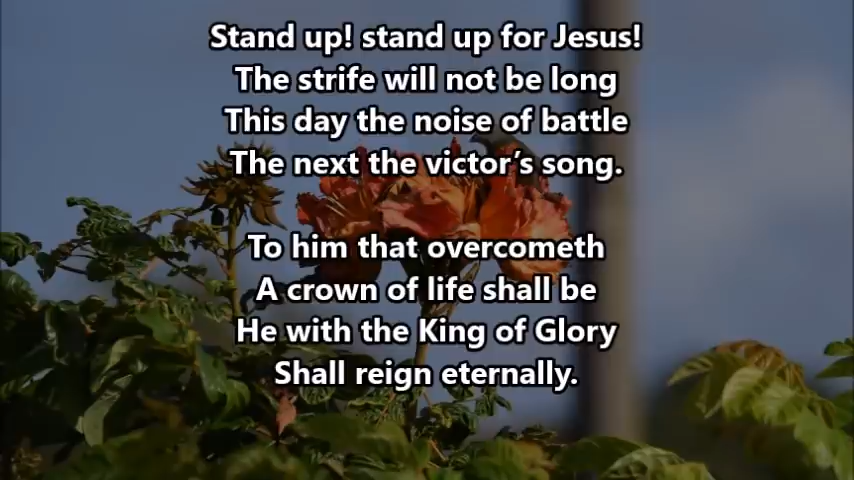 Stand up! stand up for Jesus!
The strife will not be long
This day the noise of battle
The next the victor’s song.
To him that overcometh
A crown of life shall be
He with the King of Glory
Shall reign eternally.